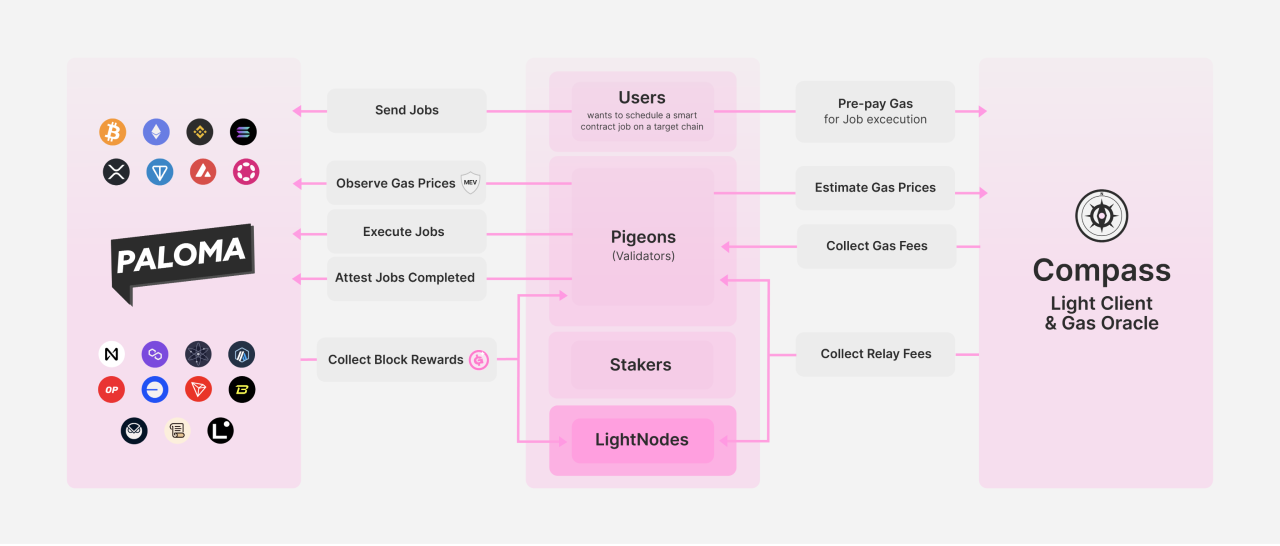 PALOMA
OP
Send Jobs
Observe Gas Prices
MEV
Execute Jobs
Attest Jobs Completed
Collect Block Rewards
Users
wants to schedule a smart
contract job on a target chain
Pigeons
(Validators)
Stakers
LightNodes
Pre-pay Gas
for Job excecution
Estimate Gas Prices
Collect Gas Fees
Collect Relay Fees
Compass
Light Client
& Gas Oracle